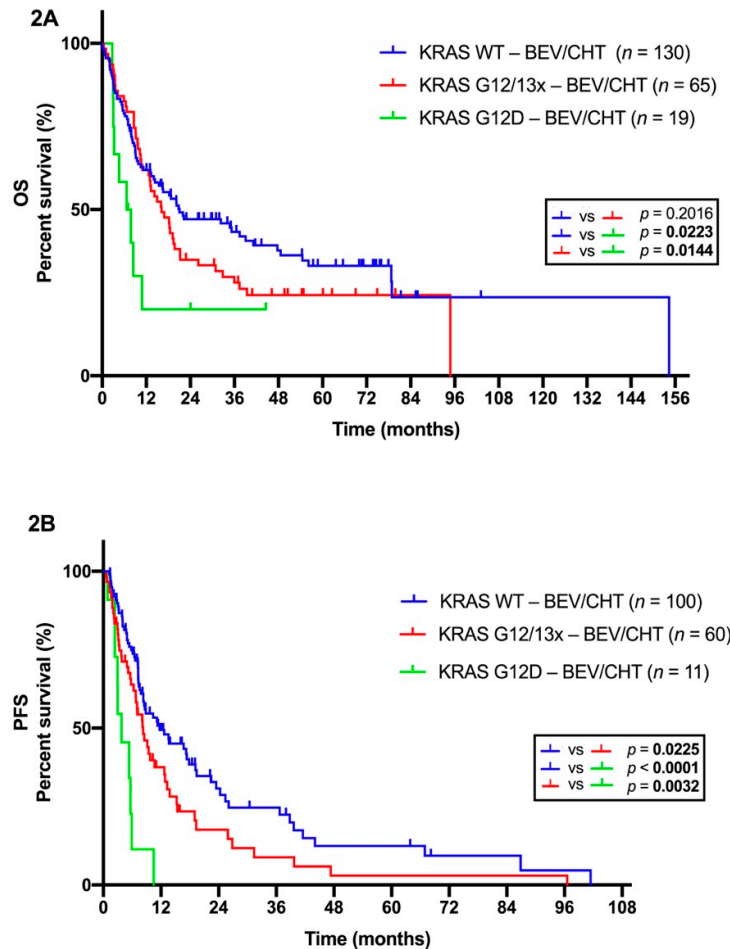 2A
100
50
0
OS
Percent survival (%)
KRAS WT – BEV/CHT (n = 130)
KRAS G12/13x – BEV/CHT (n = 65)
KRAS G12D – BEV/CHT (n = 19)
vs p = 0.2016
vs p = 0.0223
vs p = 0.0144
0 12 24 36 48 60 72 84 96 108 120 132 144 156
Time (months)
2B
100
50
0
PFS
Percent survival (%)
KRAS WT – BEV/CHT (n = 100)
KRAS G12/13x – BEV/CHT (n = 60)
KRAS G12D – BEV/CHT (n = 11)
vs p = 0.0225
vs p < 0.0001
vs p = 0.0032
0 12 24 36 48 60 72 84 96 108
Time (months)